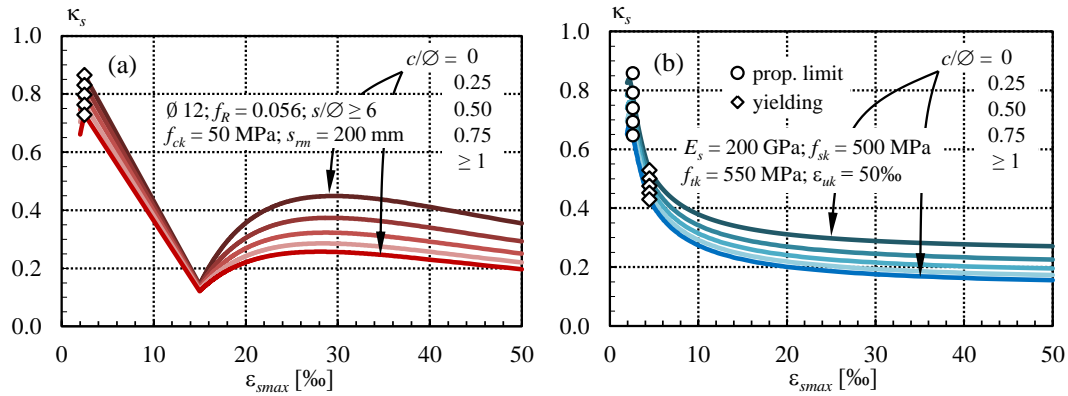 κs
1.0
0.8
0.6
0.4
0.2
0.0
(a)
c/Ø = 0
0.25
0.50
0.75
≥ 1
Ø 12; fR = 0.056; s/Ø ≥ 6
fck = 50 MPa; srm = 200 mm
0 10 20 30 40 50
εsmax [‰]
κs
1.0
0.8
0.6
0.4
0.2
0.0
(b)
prop. limit
yielding
c/Ø = 0
0.25
0.50
0.75
≥ 1
Es = 200 GPa; fsk = 500 MPa
ftk = 550 MPa; εuk = 50‰
0 10 20 30 40 50
εsmax [‰]